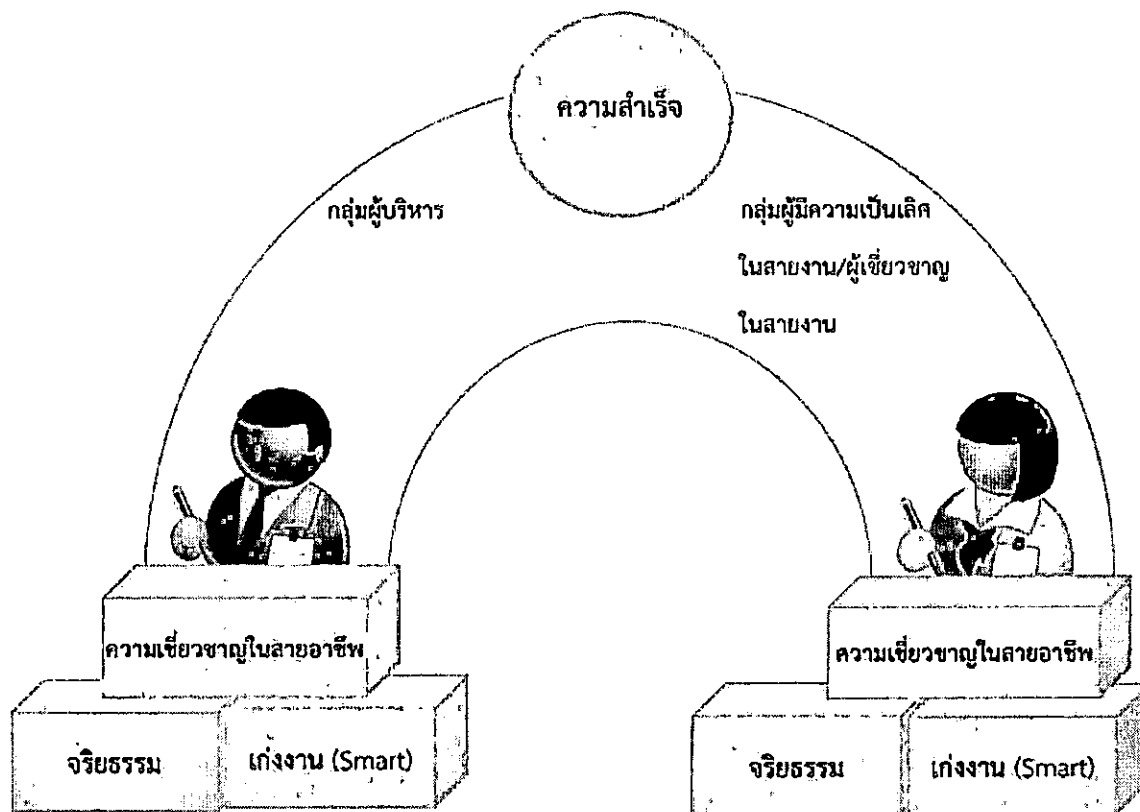 ความสำเร็จ
กลุ่มผู้บริหาร
กลุ่มผู้มีความเป็นเลิศ
ในสายงาน/ผู้เชี่ยวชาญ
ในสายงาน
ความเชี่ยวชาญในสายอาชีพ
จริยธรรม
เก่งงาน (Smart)
ความเชี่ยวชาญในสายอาชีพ
จริยธรรม
เก่งงาน (Smart)